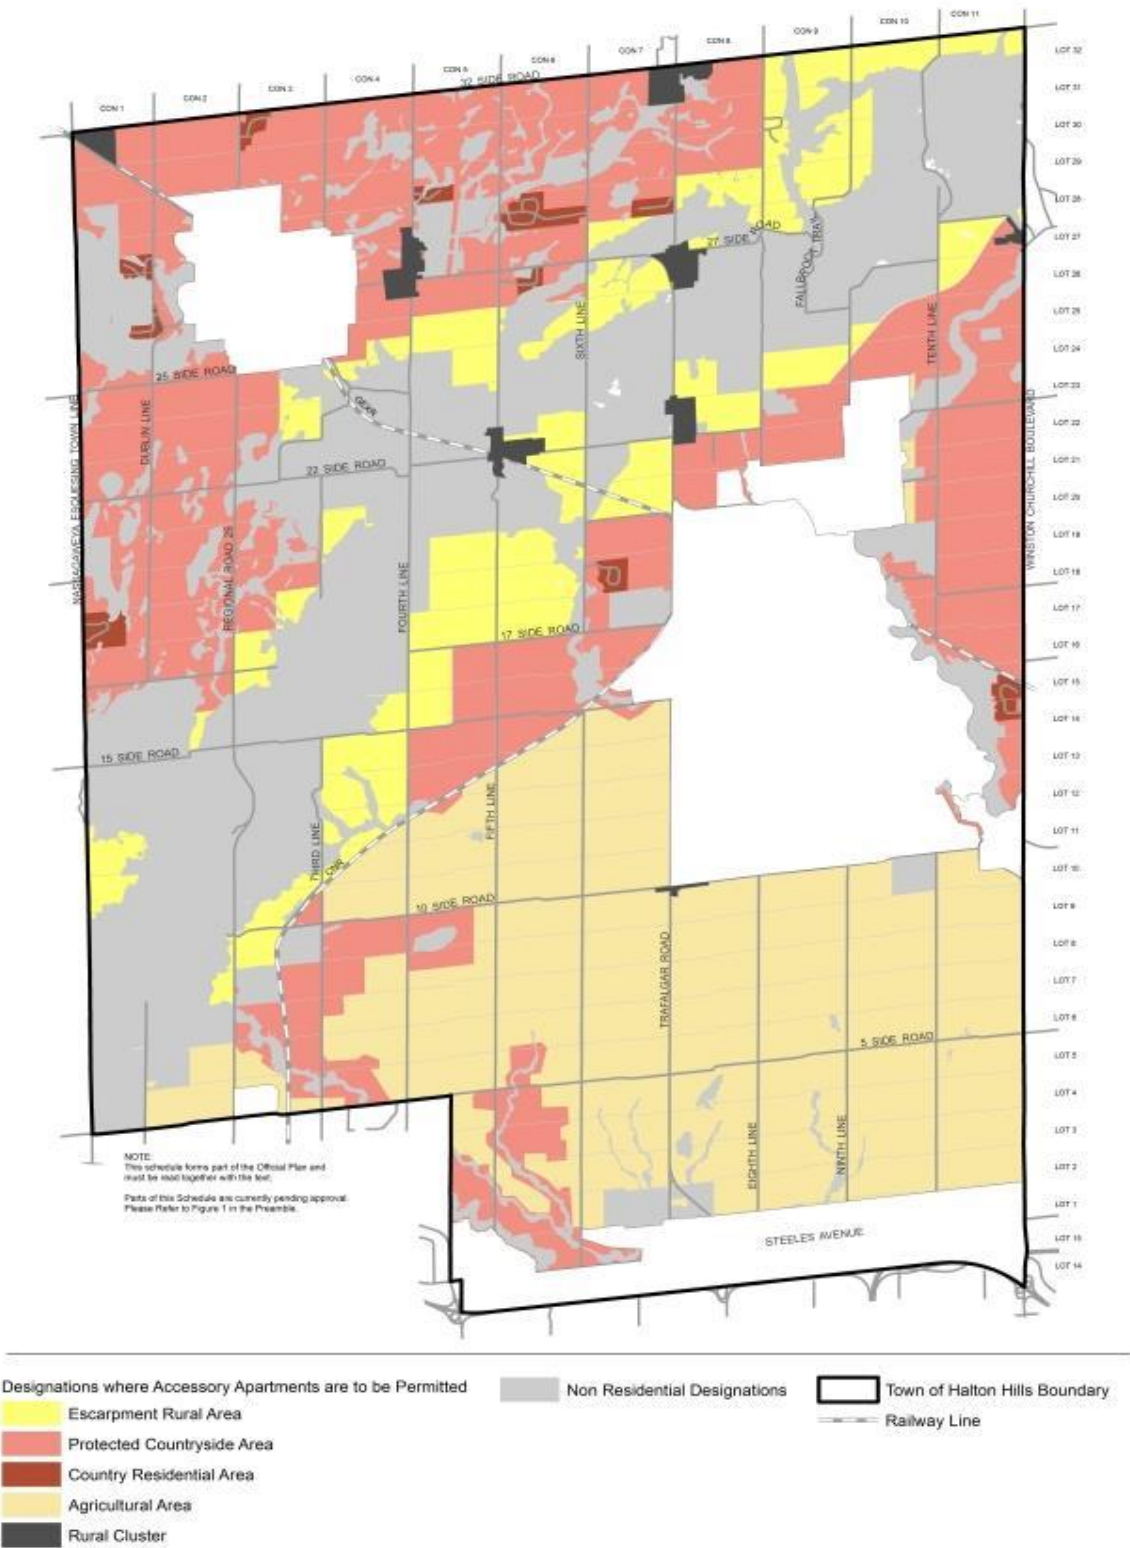 CON 1
CON 2
CON 3
CON 4
CON 5
CON 6
CON 7
CON 8
CON 9
CON 10
CON 11
32 SIDE ROAD
LOT 32
LOT 31
LOT 30
LOT 29
LOT 28
LOT 27
LOT 26
LOT 25
LOT 24
LOT 23
LOT 22
LOT 21
LOT 20
LOT 19
LOT 18
LOT 17
LOT 16
LOT 15
LOT 14
LOT 13
LOT 12
LOT 11
LOT 10
LOT 9
LOT 8
LOT 7
LOT 6
LOT 5
LOT 4
LOT 3
LOT 2
LOT 1
LOT 15
LOT 14
27 SIDE ROAD
FALLBROOK TRAIL
SIXTH LINE
TENTH LINE
25 SIDE ROAD
DUBLIN LINE
GEXR
22 SIDE ROAD
NASSAGAWEYA ESQUESING TOWN LINE
WINSTON CHURCHILL BOULEVARD
REGIONAL ROAD 25
FOURTH LINE
17 SIDE ROAD
15 SIDE ROAD
THIRD LINE
CNR
FIFTH LINE
10 SIDE ROAD
TRAFALGAR ROAD
5 SIDE ROAD
EIGHTH LINE
NINTH LINE
STEELES AVENUE
NOTE:
This schedule forms part of the Official Plan and
must be read together with the text.
Parts of this Schedule are currently pending approval.
Please Refer to Figure 1 in the Preamble.
Designations where Accessory Apartments are to be Permitted
Escarpment Rural Area
Protected Countryside Area
Country Residential Area
Agricultural Area
Rural Cluster
Non Residential Designations
Town of Halton Hills Boundary
Railway Line